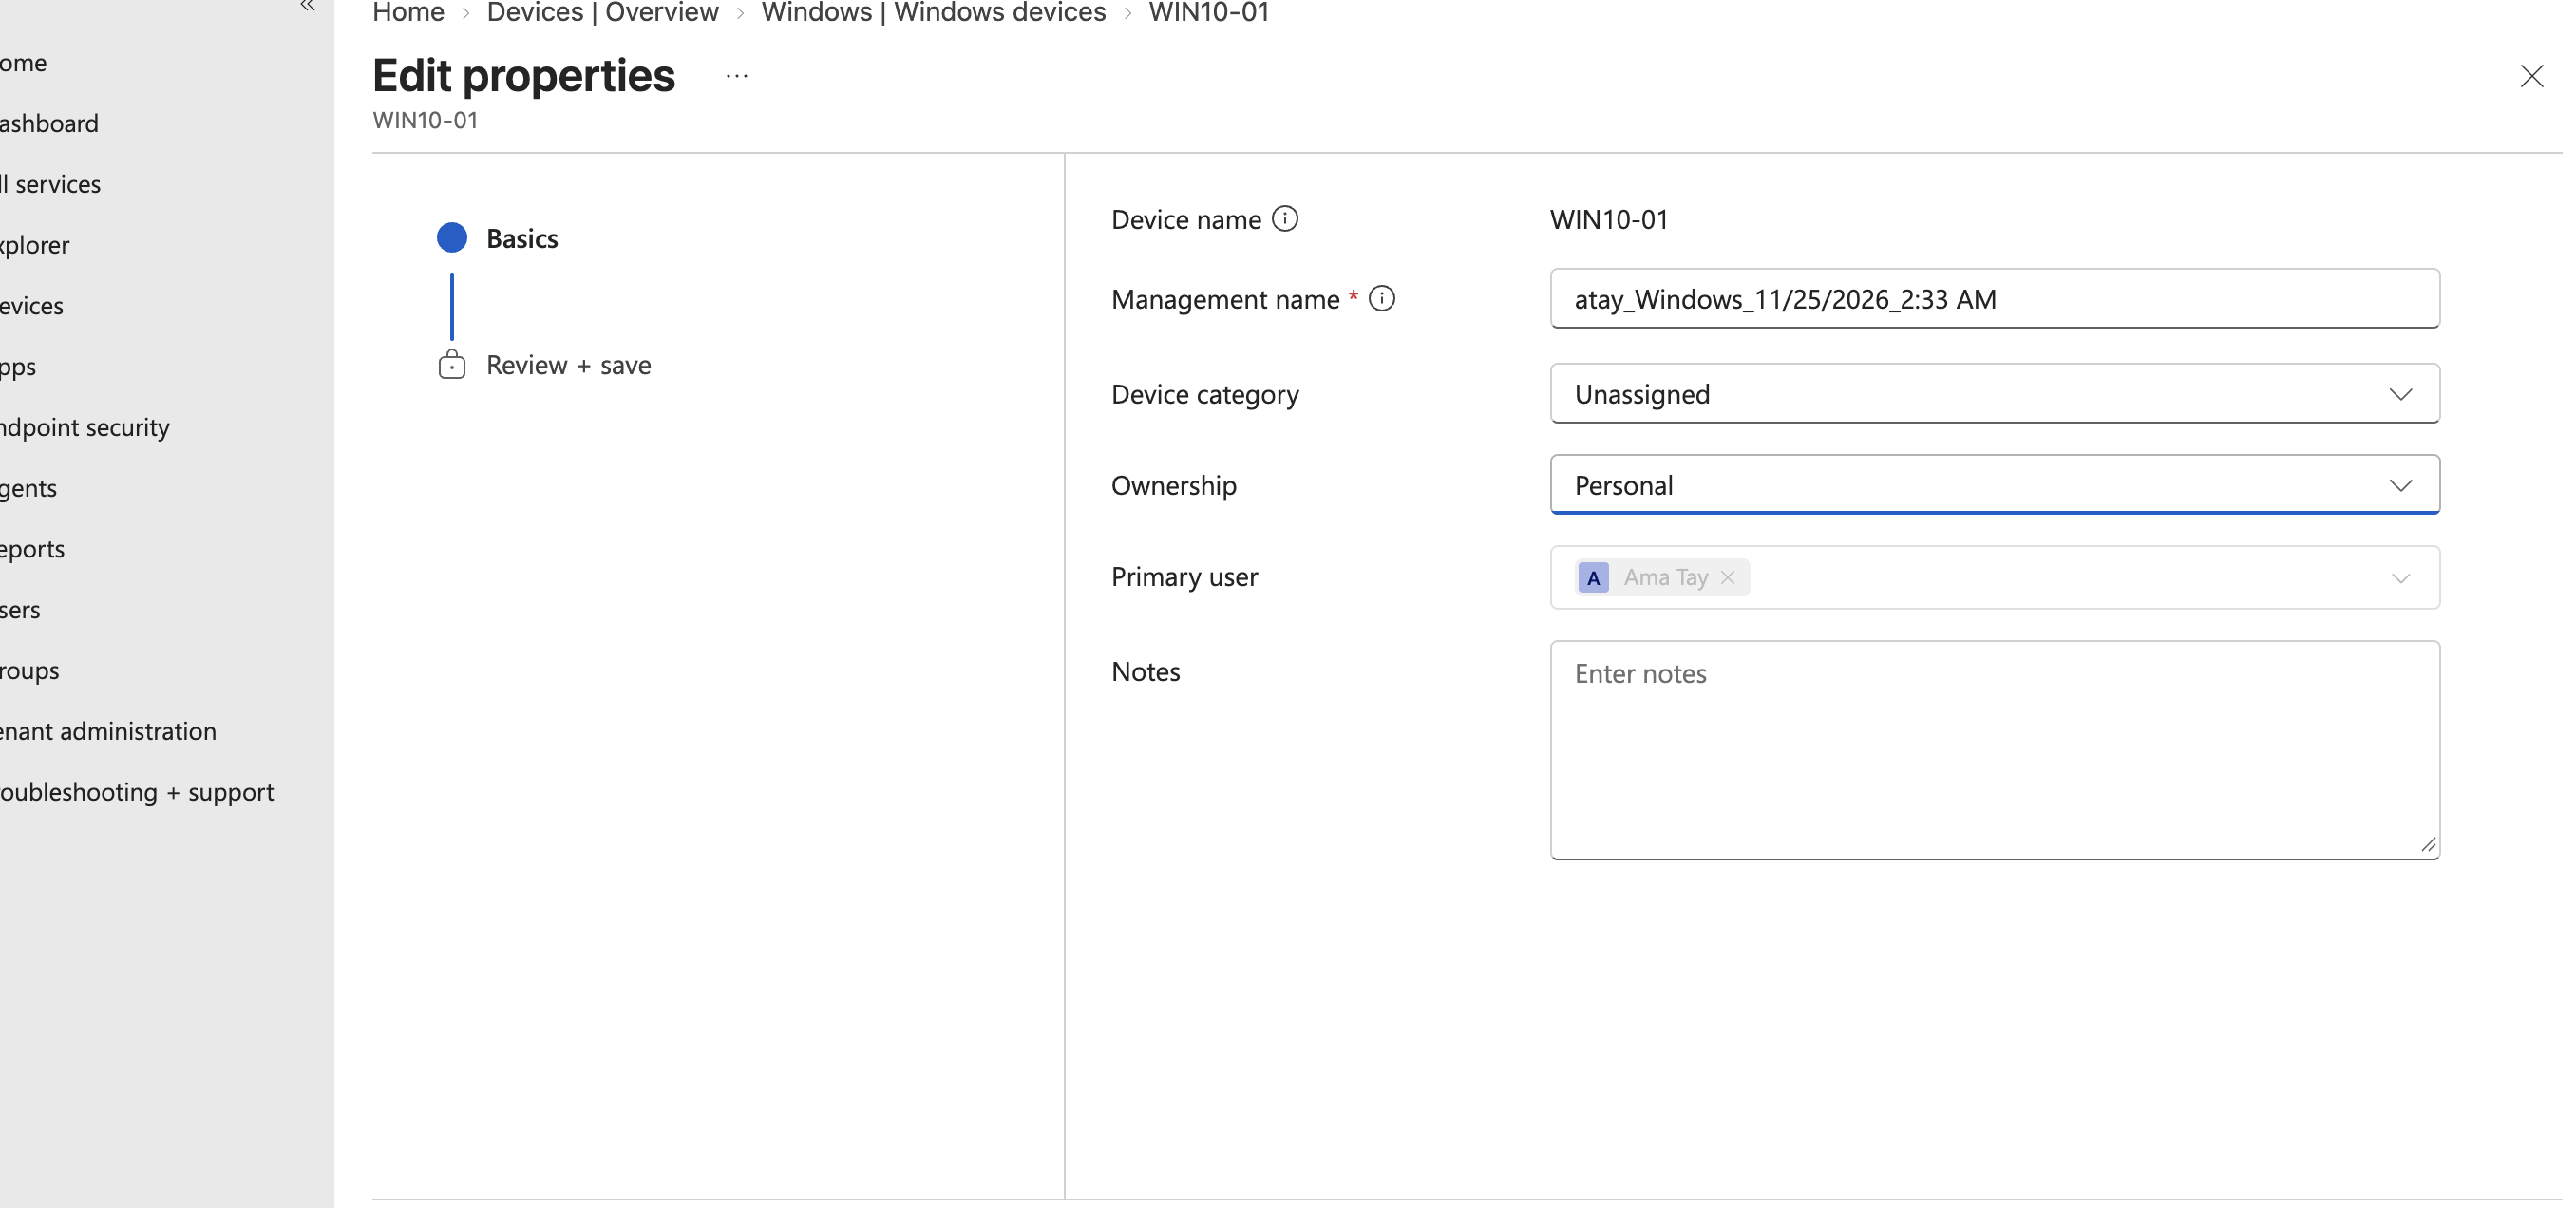 «
Home > Devices | Overview > Windows | Windows devices > WIN10-01
Edit properties ...
WIN10-01
ome
ashboard
ll services
xplorer
evices
pps
ndpoint security
gents
eports
sers
roups
enant administration
roubleshooting + support
Basics
Review + save
Device name
WIN10-01
Management name *
atay_Windows_11/25/2026_2:33 AM
Device category
Unassigned
Ownership
Personal
Primary user
A Ama Tay
Notes
Enter notes